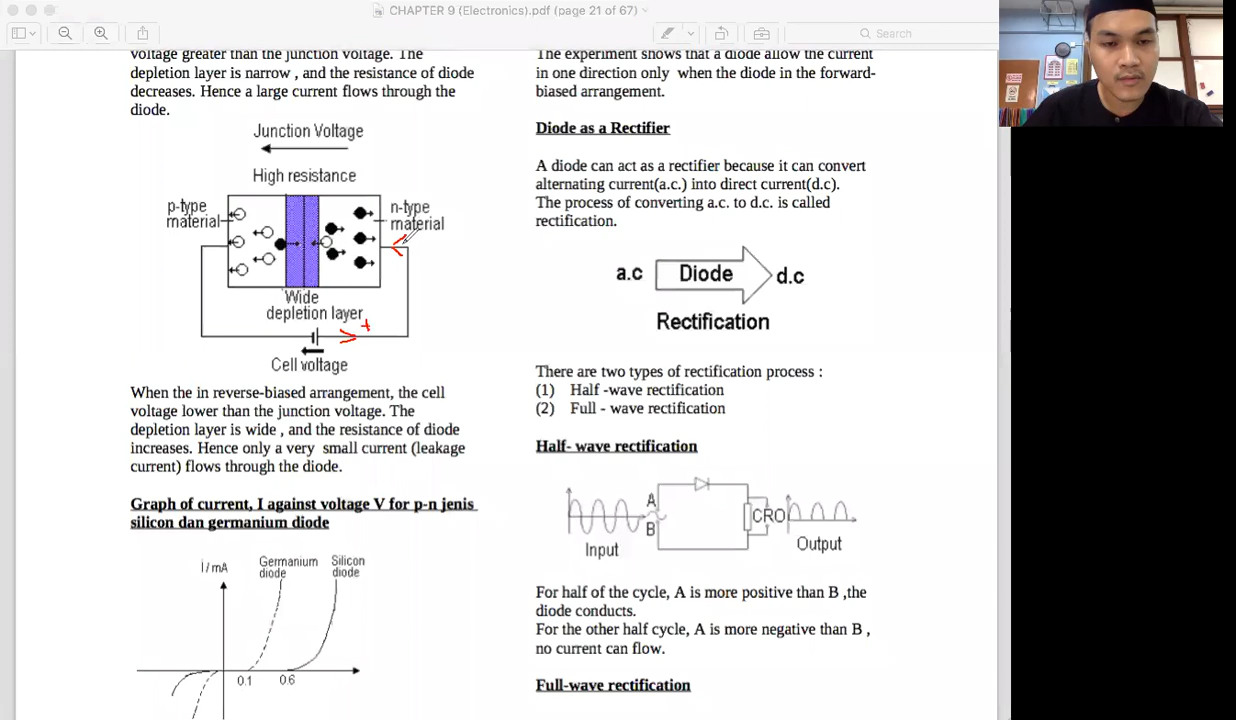 CHAPTER 9 (Electronics).pdf (page 21 of 67)
Search
voltage greater than the junction voltage. The
depletion layer is narrow , and the resistance of diode
decreases. Hence a large current flows through the
diode.
Junction Voltage
High resistance
p-type
material
n-type
material
Wide
depletion layer
+
Cell voltage
When the in reverse-biased arrangement, the cell
voltage lower than the junction voltage. The
depletion layer is wide , and the resistance of diode
increases. Hence only a very  small current (leakage
current) flows through the diode.
Graph of current, I against voltage V for p-n jenis
silicon dan germanium diode
i/mA
Germanium
diode
Silicon
diode
0.1
0.6
The experiment shows that a diode allow the current
in one direction only  when the diode in the forward-
biased arrangement.
Diode as a Rectifier
A diode can act as a rectifier because it can convert
alternating current(a.c.) into direct current(d.c).
The process of converting a.c. to d.c. is called
rectification.
a.c Diode d.c
Rectification
There are two types of rectification process :
(1) Half -wave rectification
(2) Full - wave rectification
Half- wave rectification
A
B
CRO
Input
Output
For half of the cycle, A is more positive than B ,the
diode conducts.
For the other half cycle, A is more negative than B ,
no current can flow.
Full-wave rectification